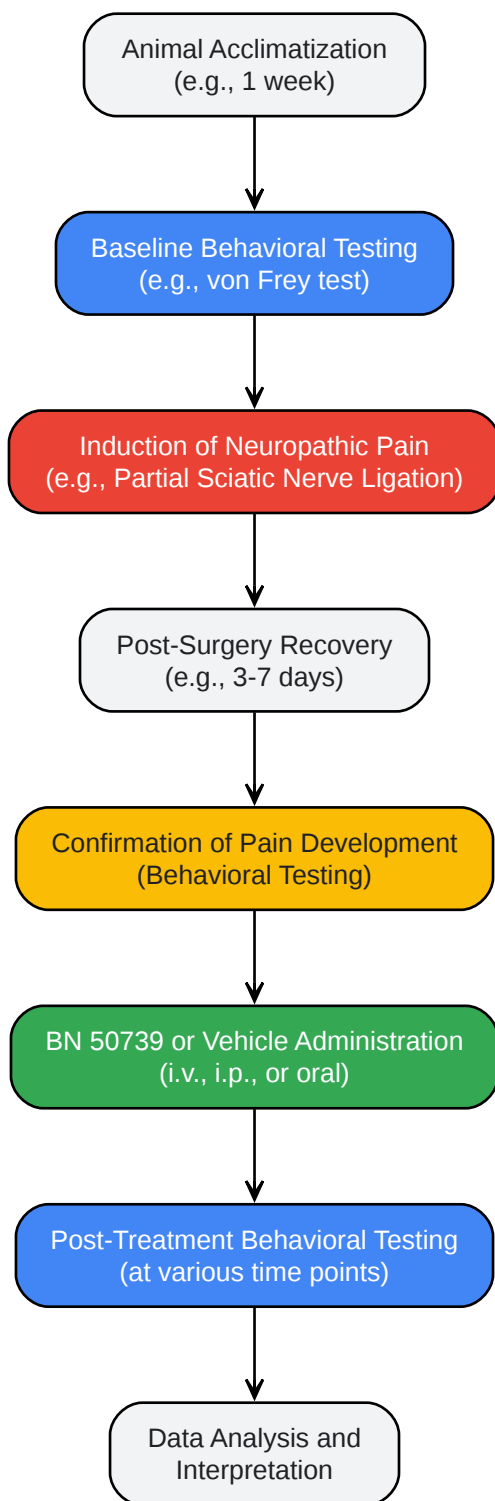 Animal Acclimatization
(e.g., 1 week)
Baseline Behavioral Testing
(e.g., von Frey test)
Induction of Neuropathic Pain
(e.g., Partial Sciatic Nerve Ligation)
Post-Surgery Recovery
(e.g., 3-7 days)
Confirmation of Pain Development
(Behavioral Testing)
BN 50739 or Vehicle Administration
(i.v., i.p., or oral)
Post-Treatment Behavioral Testing
(at various time points)
Data Analysis and
Interpretation